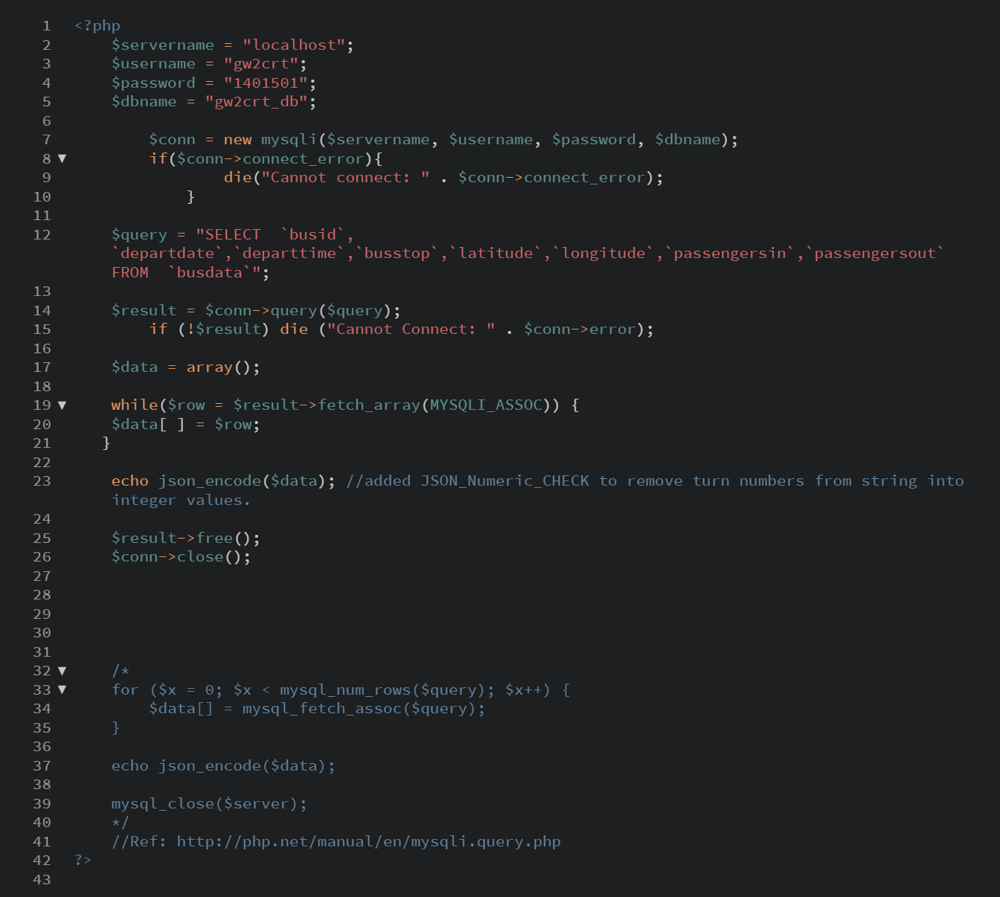 1 <?php
2 $servername = "localhost";
3 $username = "gw2crt";
4 $password = "1401501";
5 $dbname = "gw2crt_db";
6
7 $conn = new mysqli($servername, $username, $password, $dbname);
8 ▼ if($conn->connect_error){
9 die("Cannot connect: " . $conn->connect_error);
10 }
11
12 $query = "SELECT  `busid`,
`departdate`,`departtime`,`busstop`,`latitude`,`longitude`,`passengersin`,`passengersout`
FROM  `busdata`";
13
14 $result = $conn->query($query);
15 if (!$result) die ("Cannot Connect: " . $conn->error);
16
17 $data = array();
18
19 ▼ while($row = $result->fetch_array(MYSQLI_ASSOC)) {
20 $data[ ] = $row;
21 }
22
23 echo json_encode($data); //added JSON_Numeric_CHECK to remove turn numbers from string into
integer values.
24
25 $result->free();
26 $conn->close();
27
28
29
30
31
32 ▼ /*
33 ▼ for ($x = 0; $x < mysql_num_rows($query); $x++) {
34 $data[] = mysql_fetch_assoc($query);
35 }
36
37 echo json_encode($data);
38
39 mysql_close($server);
40 */
41 //Ref: http://php.net/manual/en/mysqli.query.php
42 ?>
43